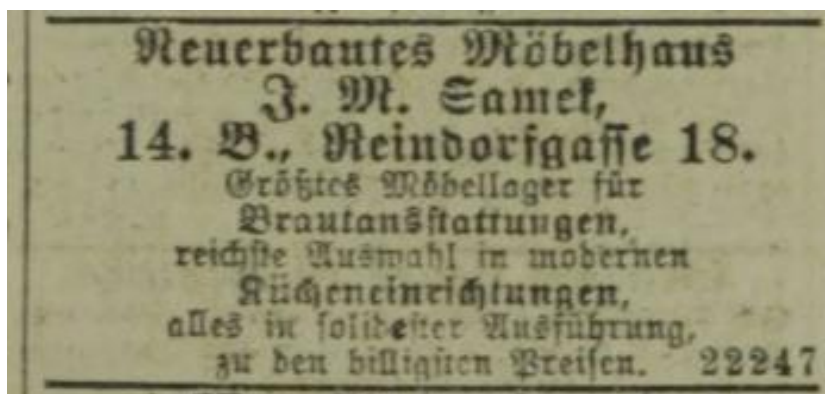 Neuerbautes Möbelhaus
J. M. Samek,
14. B., Reindorfgasse 18.
Größtes Möbellager für
Brautausstattungen,
reichste Auswahl in modernen
Kücheneinrichtungen,
alles in solidester Ausführung,
zu den billigsten Preisen. 22247